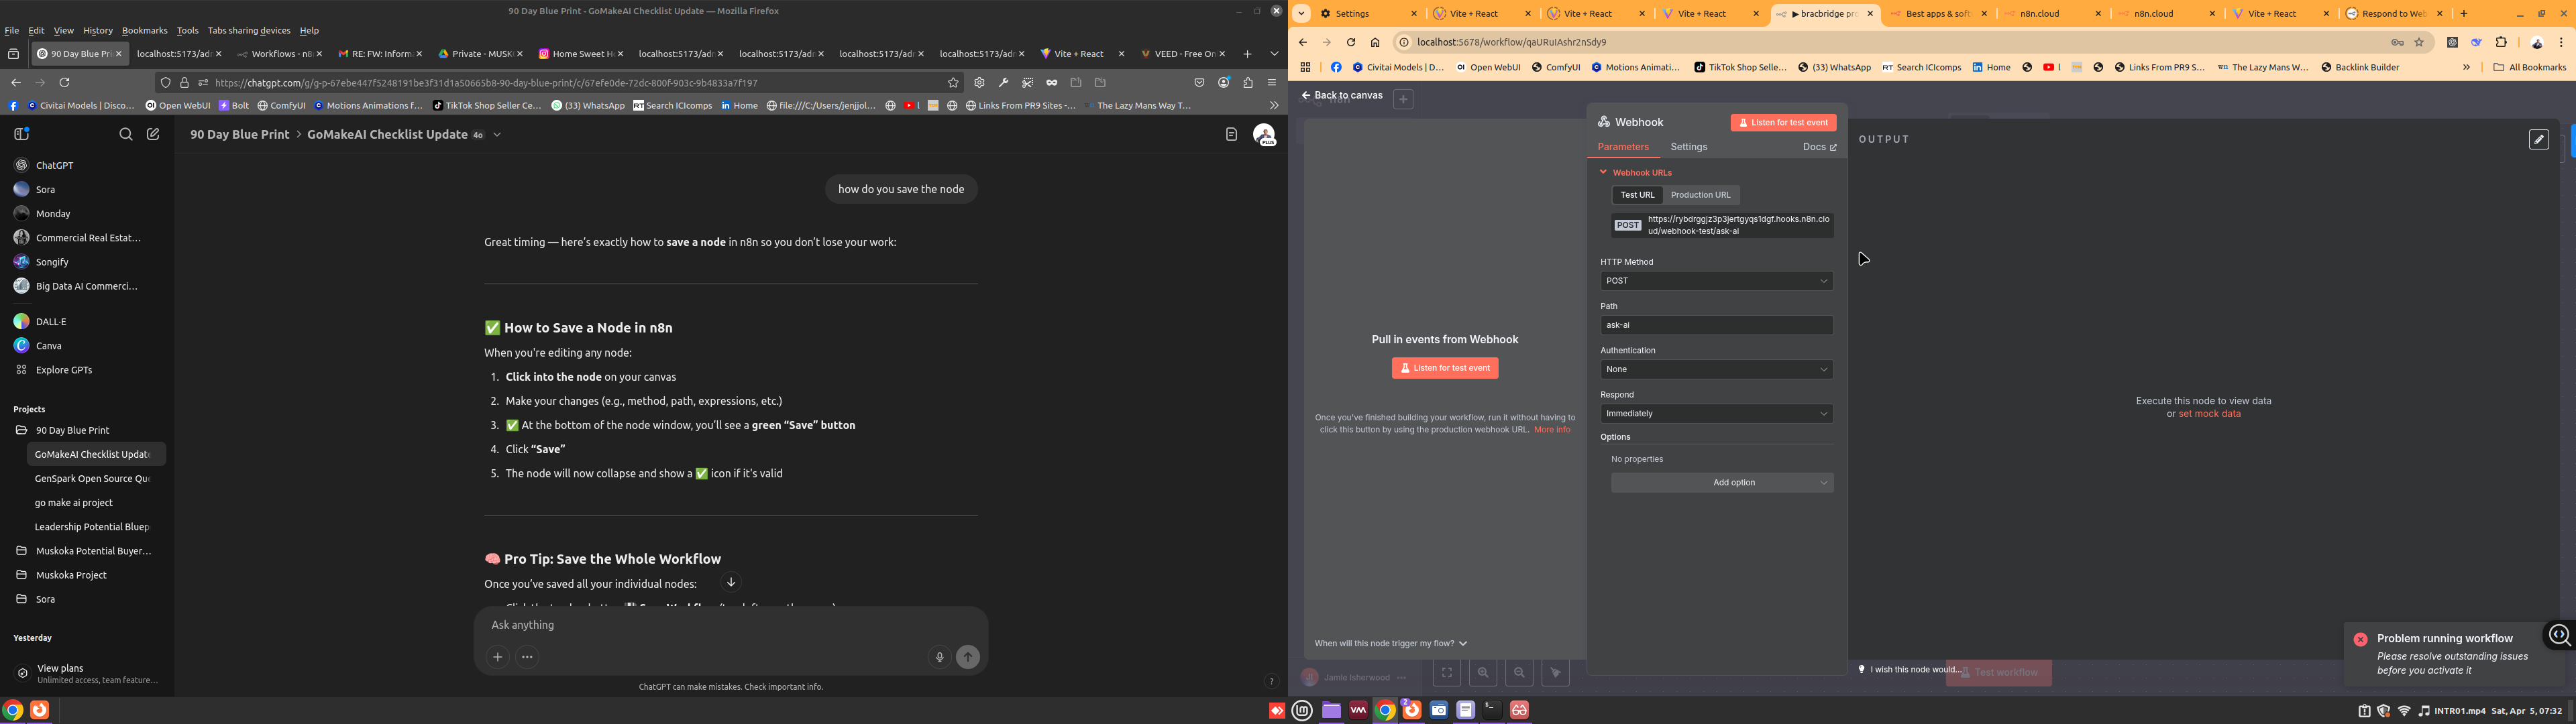 90 Day Blue Print - GoMakeAI Checklist Update — Mozilla Firefox
File Edit View History Bookmarks Tools Tabs sharing devices Help
90 Day Blue Pri
localhost:5173/adm
Workflows - n8
RE: FW: Inform
Private - MUSK
Home Sweet H
localhost:5173/adm
localhost:5173/adm
localhost:5173/adm
localhost:5173/adm
Vite + React
VEED - Free On
https://chatgpt.com/g/g-p-67ebe447f5248191be3f31d1a50665b8-90-day-blue-print/c/67efe0de-72dc-800f-903c-9b4833a7f197
Civitai Models | Disco…
Open WebUI
Bolt
ComfyUI
Motions Animations f…
TikTok Shop Seller Ce…
(33) WhatsApp
RT Search ICIcomps
Home
file:///C:/Users/jenjjol…
Links From PR9 Sites -…
The Lazy Mans Way T…
90 Day Blue Print > GoMakeAI Checklist Update 4o
PLUS
ChatGPT
Sora
Monday
Commercial Real Estat…
Songify
Big Data AI Commerci…
DALL·E
Canva
Explore GPTs
Projects
90 Day Blue Print
GoMakeAI Checklist Update
GenSpark Open Source Que
go make ai project
Leadership Potential Bluep
Muskoka Potential Buyer…
Muskoka Project
Sora
Yesterday
View plans
Unlimited access, team feature…
how do you save the node
Great timing — here’s exactly how to save a node in n8n so you don’t lose your work:
✅ How to Save a Node in n8n
When you're editing any node:
1. Click into the node on your canvas
2. Make your changes (e.g., method, path, expressions, etc.)
3. ✅ At the bottom of the node window, you’ll see a green “Save” button
4. Click “Save”
5. The node will now collapse and show a ✅ icon if it's valid
🧠 Pro Tip: Save the Whole Workflow
Once you’ve saved all your individual nodes:
Ask anything
ChatGPT can make mistakes. Check important info.
?
Settings
Vite + React
Vite + React
Vite + React
▶ bracbridge pro
Best apps & soft
n8n.cloud
n8n.cloud
Vite + React
Respond to Web
localhost:5678/workflow/qaURuIAshr2nSdy9
Civitai Models | D…
Open WebUI
ComfyUI
Motions Animati…
TikTok Shop Selle…
(33) WhatsApp
RT Search ICIcomps
Home
Links From PR9 S…
The Lazy Mans W…
Backlink Builder
All Bookmarks
Back to canvas
Webhook
Listen for test event
Parameters Settings Docs
Webhook URLs
Test URL Production URL
POST
https://rybdrggjz3p3jertgyqs1dgf.hooks.n8n.clo
ud/webhook-test/ask-ai
HTTP Method
POST
Path
ask-ai
Authentication
None
Respond
Immediately
Options
No properties
Add option
Pull in events from Webhook
Listen for test event
Once you've finished building your workflow, run it without having to
click this button by using the production webhook URL. More info
When will this node trigger my flow?
OUTPUT
Execute this node to view data
or set mock data
I wish this node would...
Jamie Isherwood
Test workflow
Problem running workflow
Please resolve outstanding issues
before you activate it
INTR01.mp4 Sat, Apr 5, 07:32